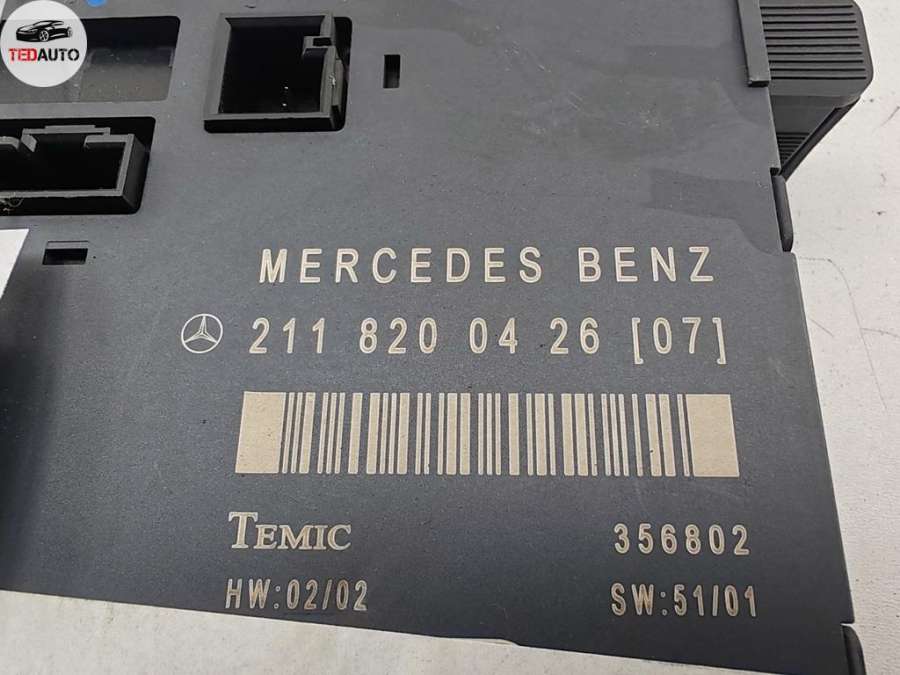 TEDAUTO
MERCEDES BENZ
211 820 04 26 [07]
TEMIC 356802
HW:02/02 SW:51/01